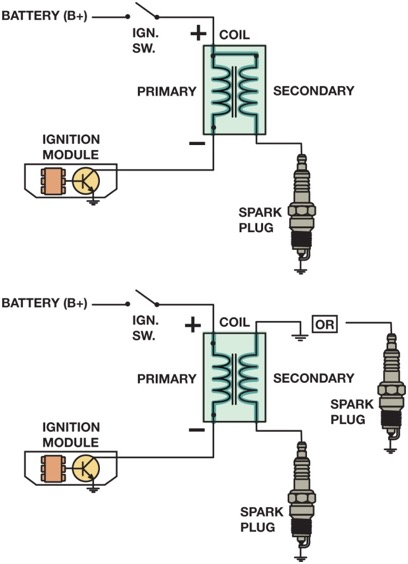 BATTERY (B+)
IGN.
SW.
+
COIL
PRIMARY
SECONDARY
−
IGNITION
MODULE
SPARK
PLUG
BATTERY (B+)
IGN.
SW.
+
COIL
OR
PRIMARY
SECONDARY
SPARK
PLUG
−
IGNITION
MODULE
SPARK
PLUG